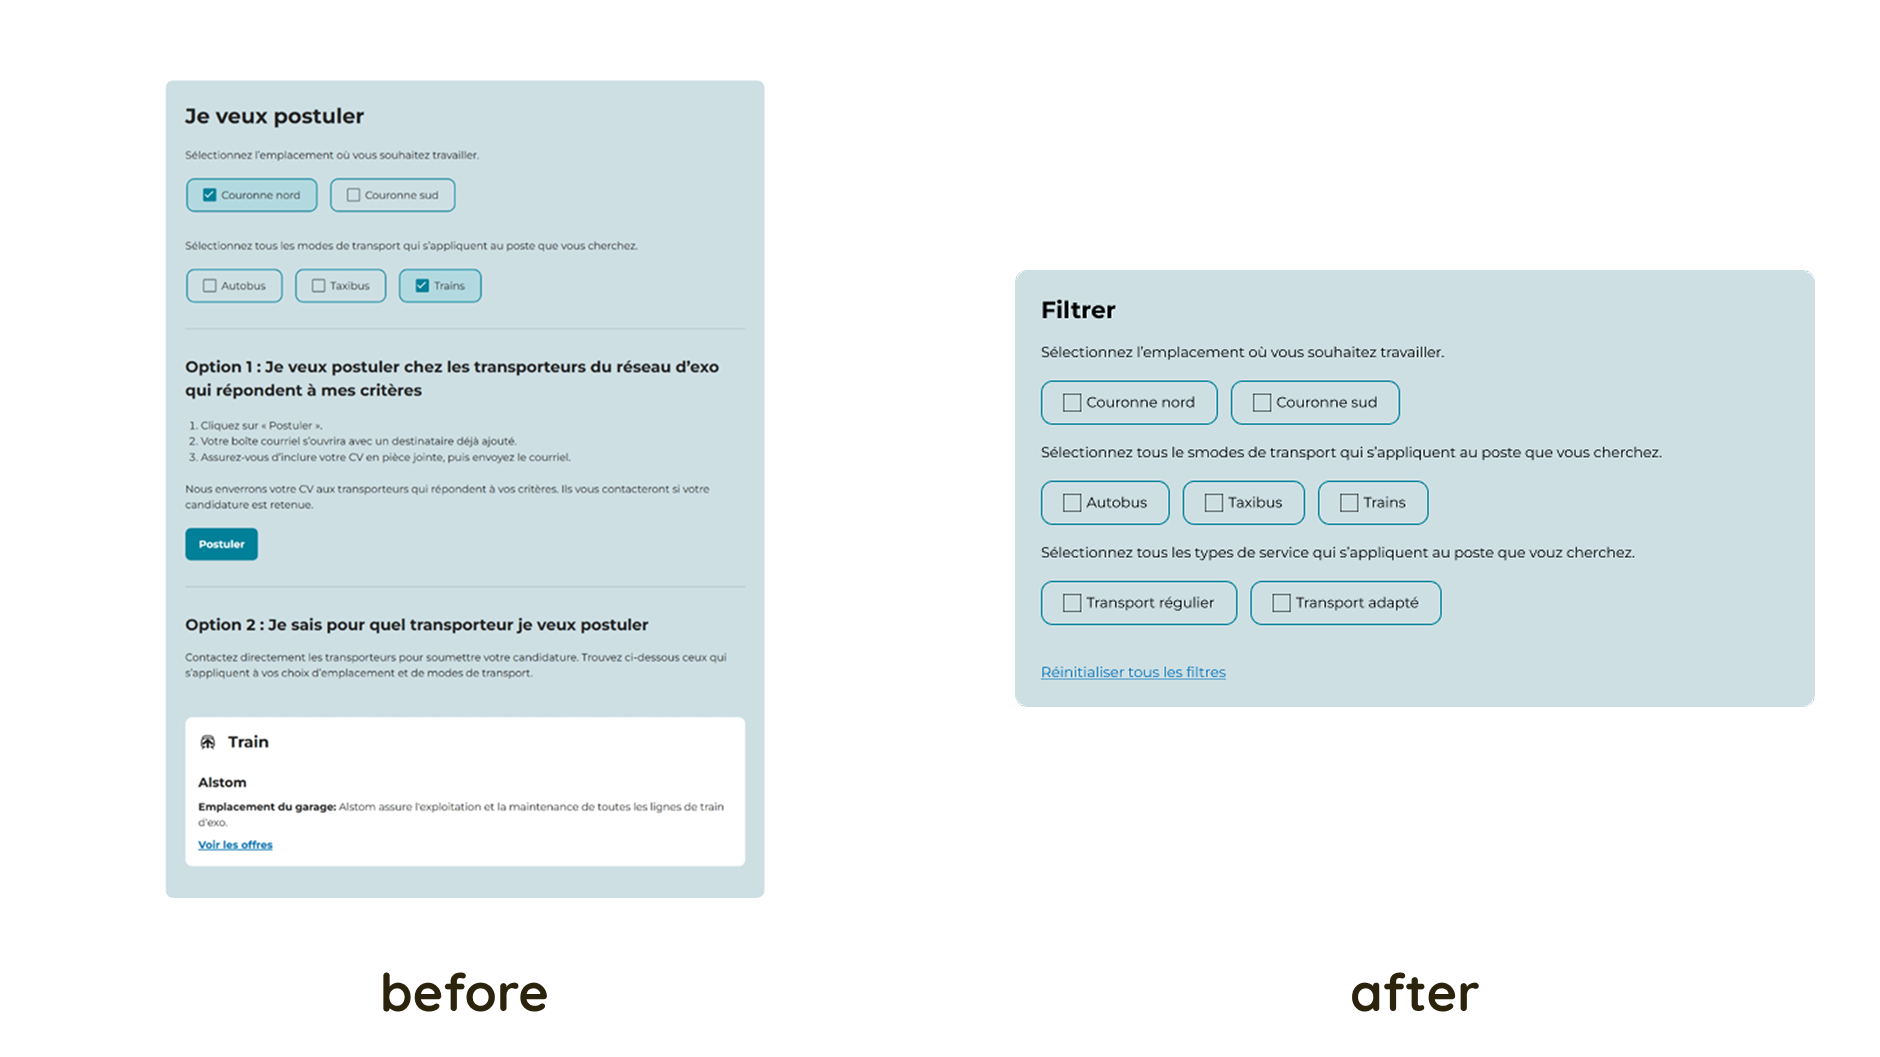 Je veux postuler
Sélectionnez l'emplacement où vous souhaitez travailler.
Couronne nord
Couronne sud
Sélectionnez tous les modes de transport qui s'appliquent au poste que vous cherchez.
Autobus
Taxibus
Trains
Option 1 : Je veux postuler chez les transporteurs du réseau d'exo
qui répondent à mes critères
1. Cliquez sur « Postuler ».
2. Votre boîte courriel s'ouvrira avec un destinataire déjà ajouté.
3. Assurez-vous d'inclure votre CV en pièce jointe, puis envoyez le courriel.
Nous enverrons votre CV aux transporteurs qui répondent à vos critères. Ils vous contacteront si votre
candidature est retenue.
Postuler
Option 2 : Je sais pour quel transporteur je veux postuler
Contactez directement les transporteurs pour soumettre votre candidature. Trouvez ci-dessous ceux qui
s'appliquent à vos choix d'emplacement et de modes de transport.
Train
Alstom
Emplacement du garage: Alstom assure l'exploitation et la maintenance de toutes les lignes de train
d'exo.
Voir les offres
before
Filtrer
Sélectionnez l'emplacement où vous souhaitez travailler.
Couronne nord
Couronne sud
Sélectionnez tous le smodes de transport qui s'appliquent au poste que vous cherchez.
Autobus
Taxibus
Trains
Sélectionnez tous les types de service qui s'appliquent au poste que vouz cherchez.
Transport régulier
Transport adapté
Réinitialiser tous les filtres
after